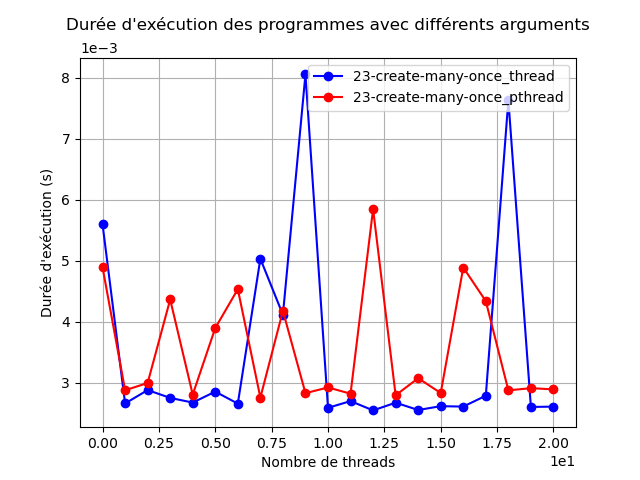 Durée d'exécution des programmes avec différents arguments
1e−3
8
7
6
5
4
3
Durée d'exécution (s)
23-create-many-once_thread
23-create-many-once_pthread
0.00 0.25 0.50 0.75 1.00 1.25 1.50 1.75 2.00
Nombre de threads
1e1